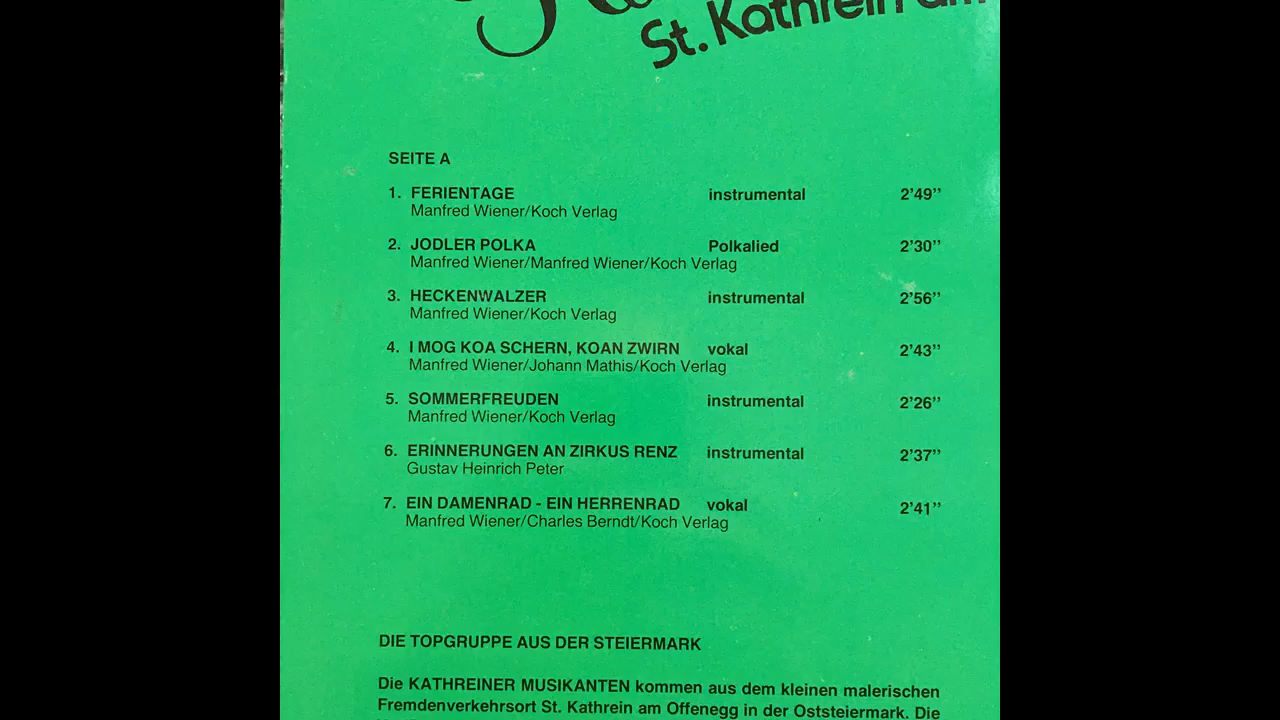 St. Kathrein am
SEITE A
1. FERIENTAGE instrumental 2'49''
Manfred Wiener/Koch Verlag
2. JODLER POLKA Polkalied 2'30''
Manfred Wiener/Manfred Wiener/Koch Verlag
3. HECKENWALZER instrumental 2'56''
Manfred Wiener/Koch Verlag
4. I MOG KOA SCHERN, KOAN ZWIRN vokal 2'43''
Manfred Wiener/Johann Mathis/Koch Verlag
5. SOMMERFREUDEN instrumental 2'26''
Manfred Wiener/Koch Verlag
6. ERINNERUNGEN AN ZIRKUS RENZ instrumental 2'37''
Gustav Heinrich Peter
7. EIN DAMENRAD - EIN HERRENRAD vokal 2'41''
Manfred Wiener/Charles Berndt/Koch Verlag
DIE TOPGRUPPE AUS DER STEIERMARK
Die KATHREINER MUSIKANTEN kommen aus dem kleinen malerischen
Fremdenverkehrsort St. Kathrein am Offenegg in der Oststeiermark. Die